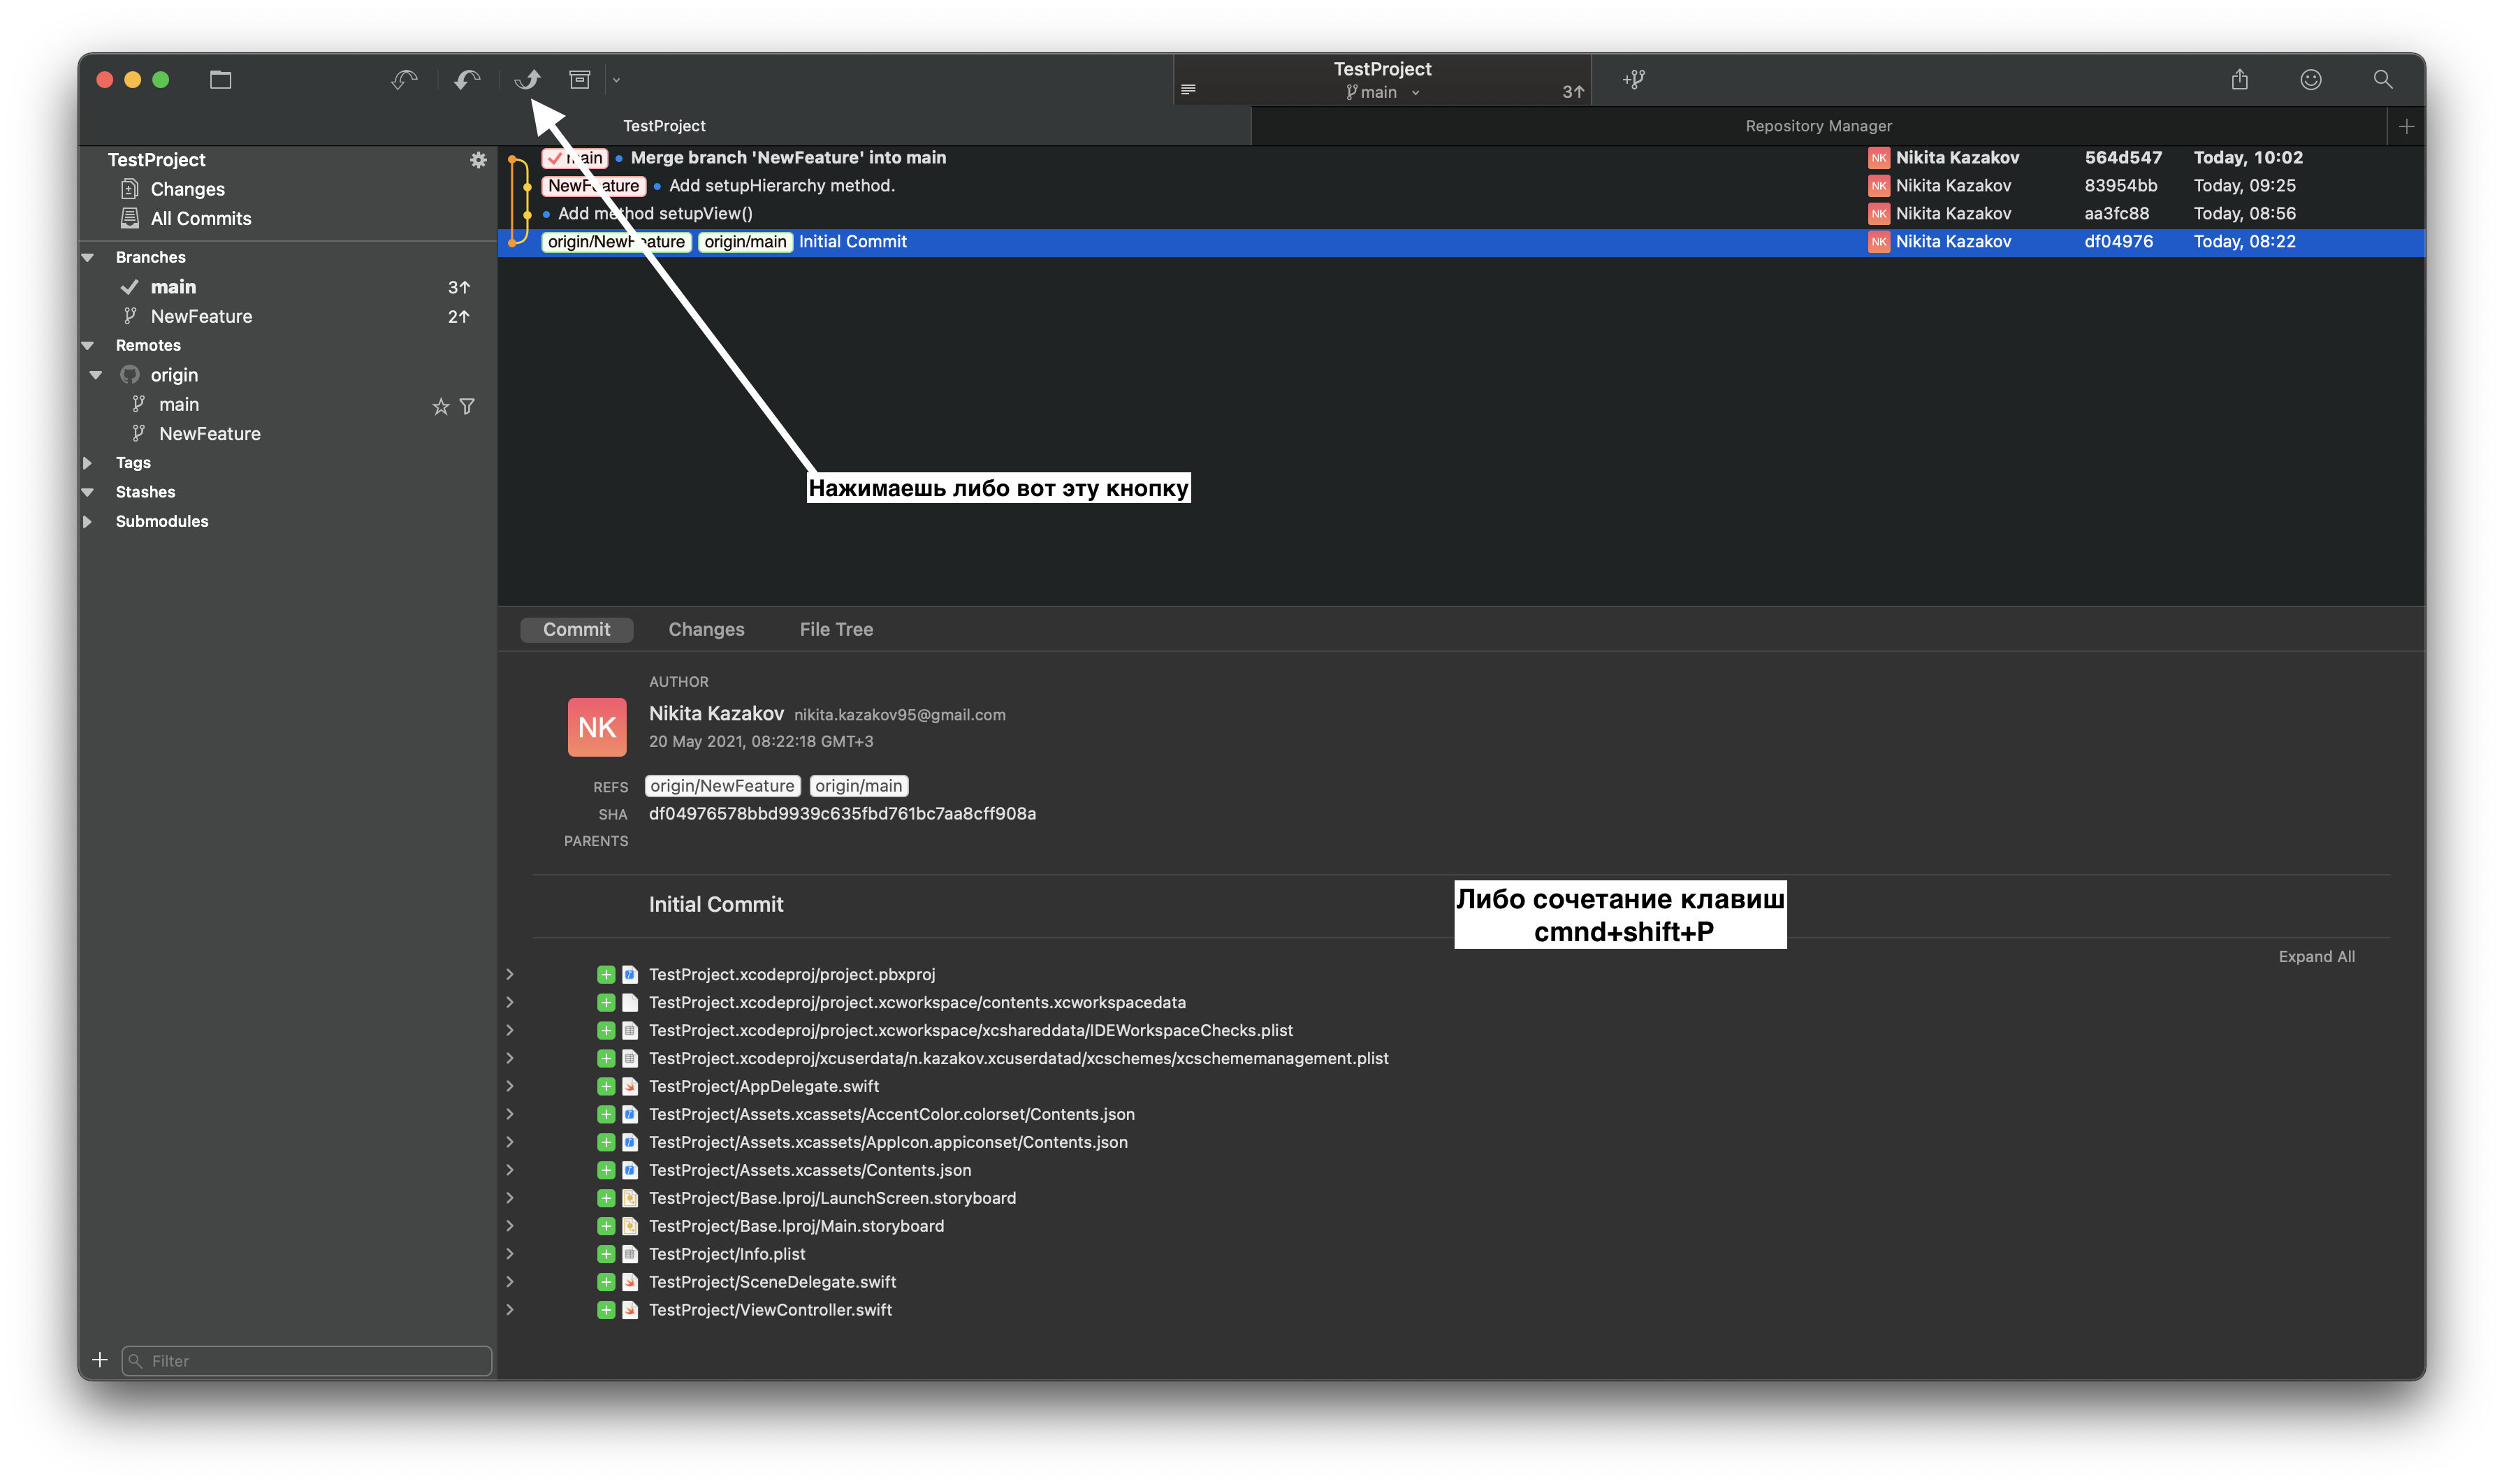 TestProject
main
3↑
TestProject
Repository Manager
TestProject
Changes
All Commits
Branches
main 3↑
NewFeature 2↑
Remotes
origin
main
NewFeature
Tags
Stashes
Submodules
Filter
main Merge branch 'NewFeature' into main NK Nikita Kazakov 564d547 Today, 10:02
NewFeature Add setupHierarchy method. NK Nikita Kazakov 83954bb Today, 09:25
Add method setupView() NK Nikita Kazakov aa3fc88 Today, 08:56
origin/NewFeature origin/main Initial Commit NK Nikita Kazakov df04976 Today, 08:22
Нажимаешь либо вот эту кнопку
Commit Changes File Tree
AUTHOR
NK
Nikita Kazakov nikita.kazakov95@gmail.com
20 May 2021, 08:22:18 GMT+3
REFS origin/NewFeature origin/main
SHA df04976578bbd9939c635fbd761bc7aa8cff908a
PARENTS
Initial Commit
Либо сочетание клавиш
cmnd+shift+P
Expand All
TestProject.xcodeproj/project.pbxproj
TestProject.xcodeproj/project.xcworkspace/contents.xcworkspacedata
TestProject.xcodeproj/project.xcworkspace/xcshareddata/IDEWorkspaceChecks.plist
TestProject.xcodeproj/xcuserdata/n.kazakov.xcuserdatad/xcschemes/xcschememanagement.plist
TestProject/AppDelegate.swift
TestProject/Assets.xcassets/AccentColor.colorset/Contents.json
TestProject/Assets.xcassets/AppIcon.appiconset/Contents.json
TestProject/Assets.xcassets/Contents.json
TestProject/Base.lproj/LaunchScreen.storyboard
TestProject/Base.lproj/Main.storyboard
TestProject/Info.plist
TestProject/SceneDelegate.swift
TestProject/ViewController.swift